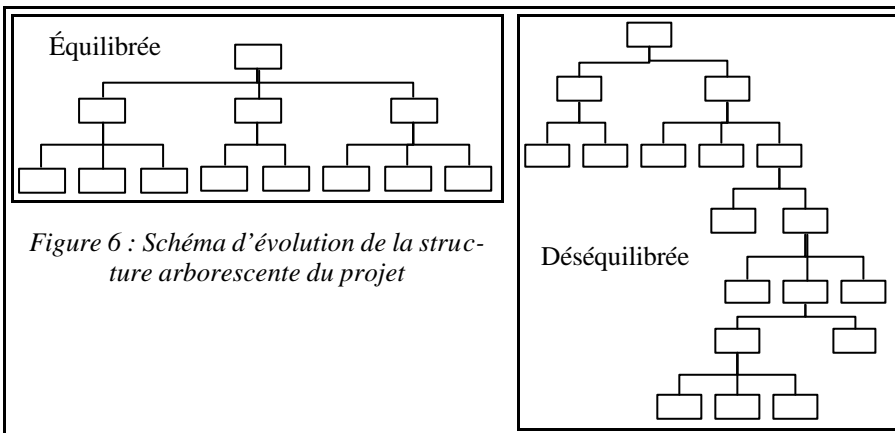 Équilibrée
Figure 6 : Schéma d'évolution de la struc-
ture arborescente du projet
Déséquilibrée